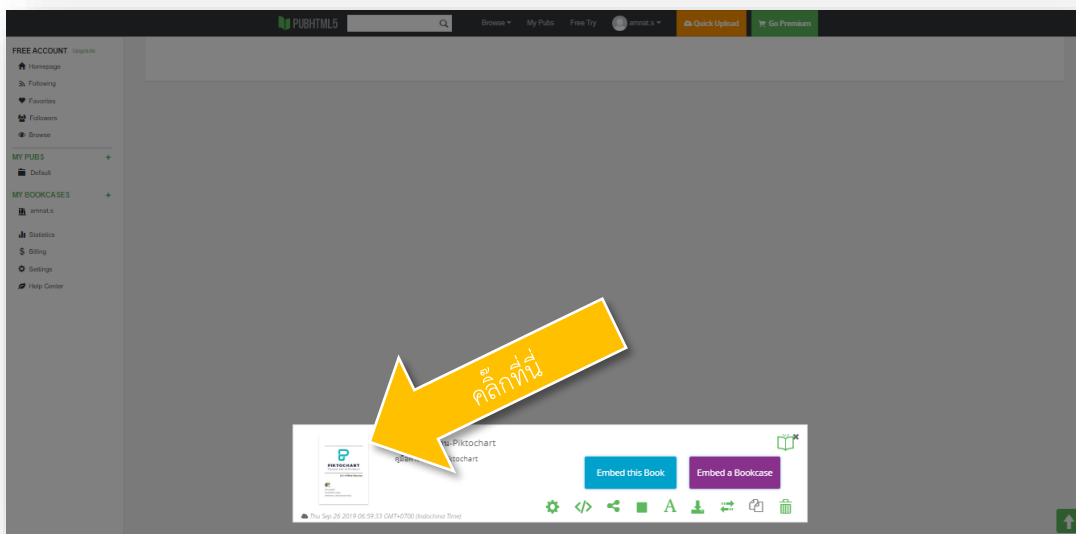 PUBHTML5
Browse My Pubs Free Try amnat.s Quick Upload Go Premium
FREE ACCOUNT Upgrade
Homepage
Following
Favorites
Followers
Browse
MY PUBS +
Default
MY BOOKCASES +
amnat.s
Statistics
Billing
Settings
Help Center
คลิ๊กที่นี่
-Piktochart
Embed this Book Embed a Bookcase
PIKTOCHART
Thu Sep 26 2019 06:59:33 GMT+0700 (Indochina Time)